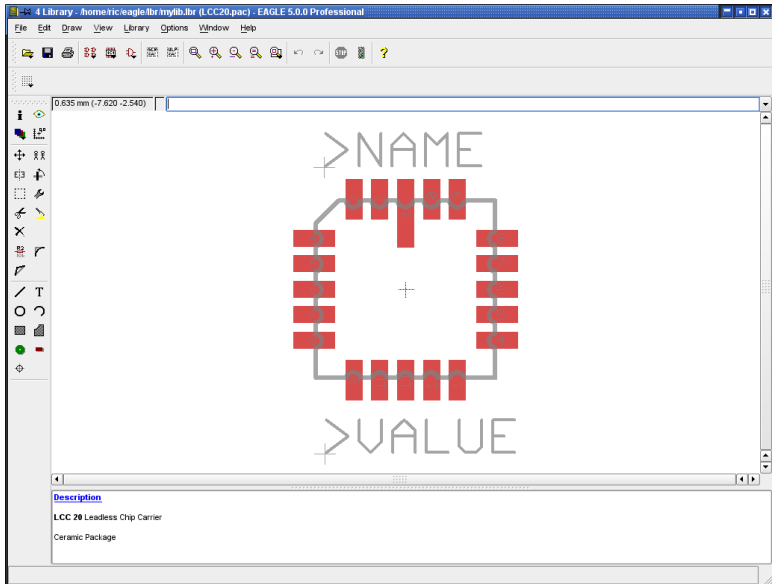 4 Library - /home/ric/eagle/lbr/mylib.lbr (LCC20.pac) - EAGLE 5.0.0 Professional
File Edit Draw View Library Options Window Help
0.635 mm (-7.620 -2.540)
>NAME
>VALUE
Description
LCC 20 Leadless Chip Carrier
Ceramic Package